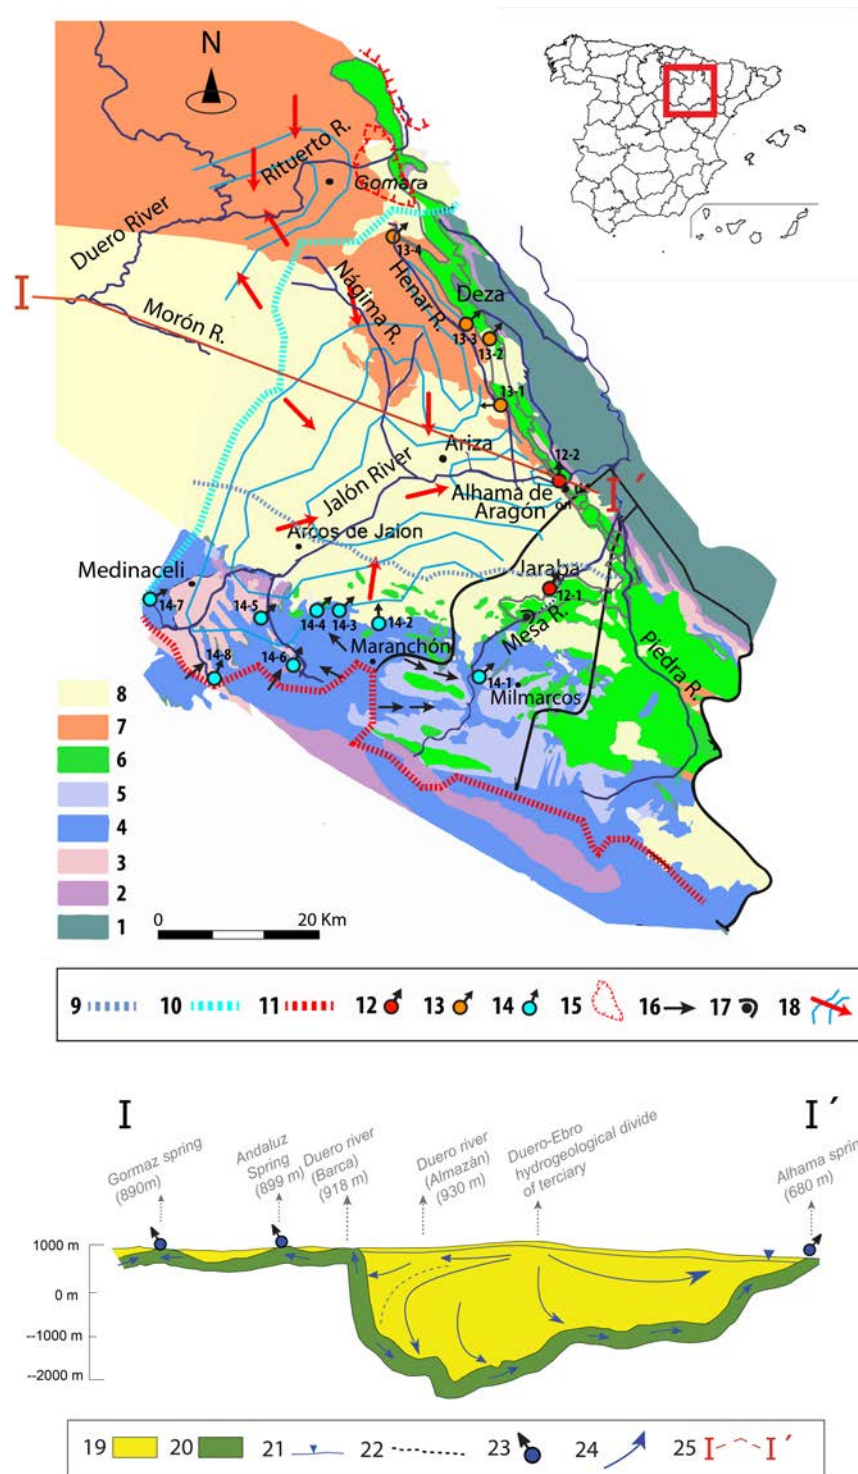 N
Rituerto R.
Gomara
Duero River
13-4
I
Nágima R.
Henar R.
Deza
Morón R.
13-3
13-2
13-1
Ariza
12-2
I´
Jalón River
Alhama de
Aragón
Arcos de Jalon
Medinaceli
Jaraba
14-7
14-5
14-4
14-3
14-2
12-1
Mesa R.
Maranchón
Piedra R.
14-8
14-6
14-1
Milmarcos
8
7
6
5
4
3
2
1
0 20 Km
9 10 11 12 13 14 15 16 17 18
I I´
Gormaz spring
(890m)
Andaluz
Spring
(899 m)
Duero river
(Barca)
(918 m)
Duero river
(Almazán)
(930 m)
Duero-Ebro
hydrogeological divide
of terciary
Alhama spring
(680 m)
1000 m
0 m
--1000 m
--2000 m
19 20 21 22 23 24 25 I I´